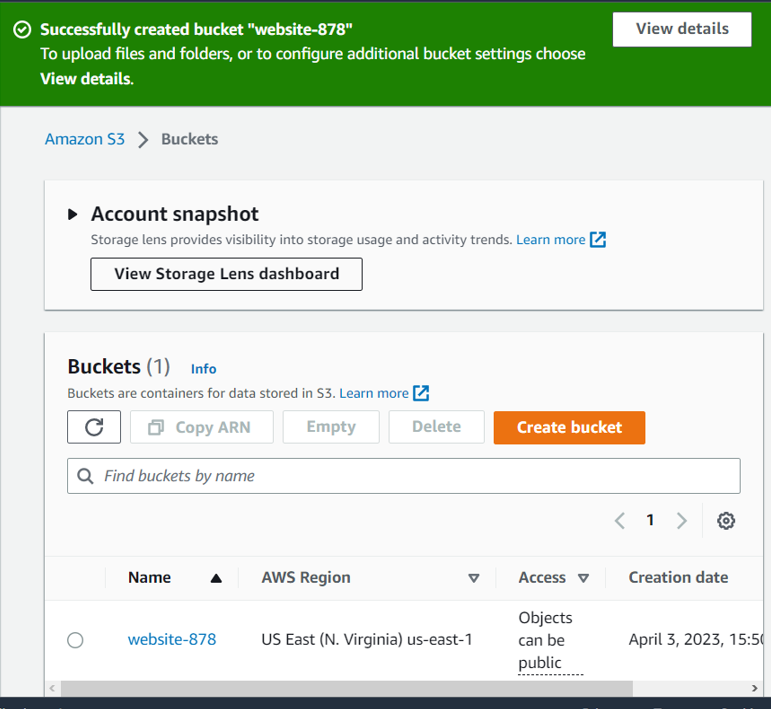 Successfully created bucket "website-878"
View details
To upload files and folders, or to configure additional bucket settings choose
View details.
Amazon S3 > Buckets
Account snapshot
Storage lens provides visibility into storage usage and activity trends. Learn more
View Storage Lens dashboard
Buckets (1) Info
Buckets are containers for data stored in S3. Learn more
Copy ARN Empty Delete Create bucket
Find buckets by name
1
Name AWS Region Access Creation date
Objects
website-878 US East (N. Virginia) us-east-1 can be April 3, 2023, 15:50
public